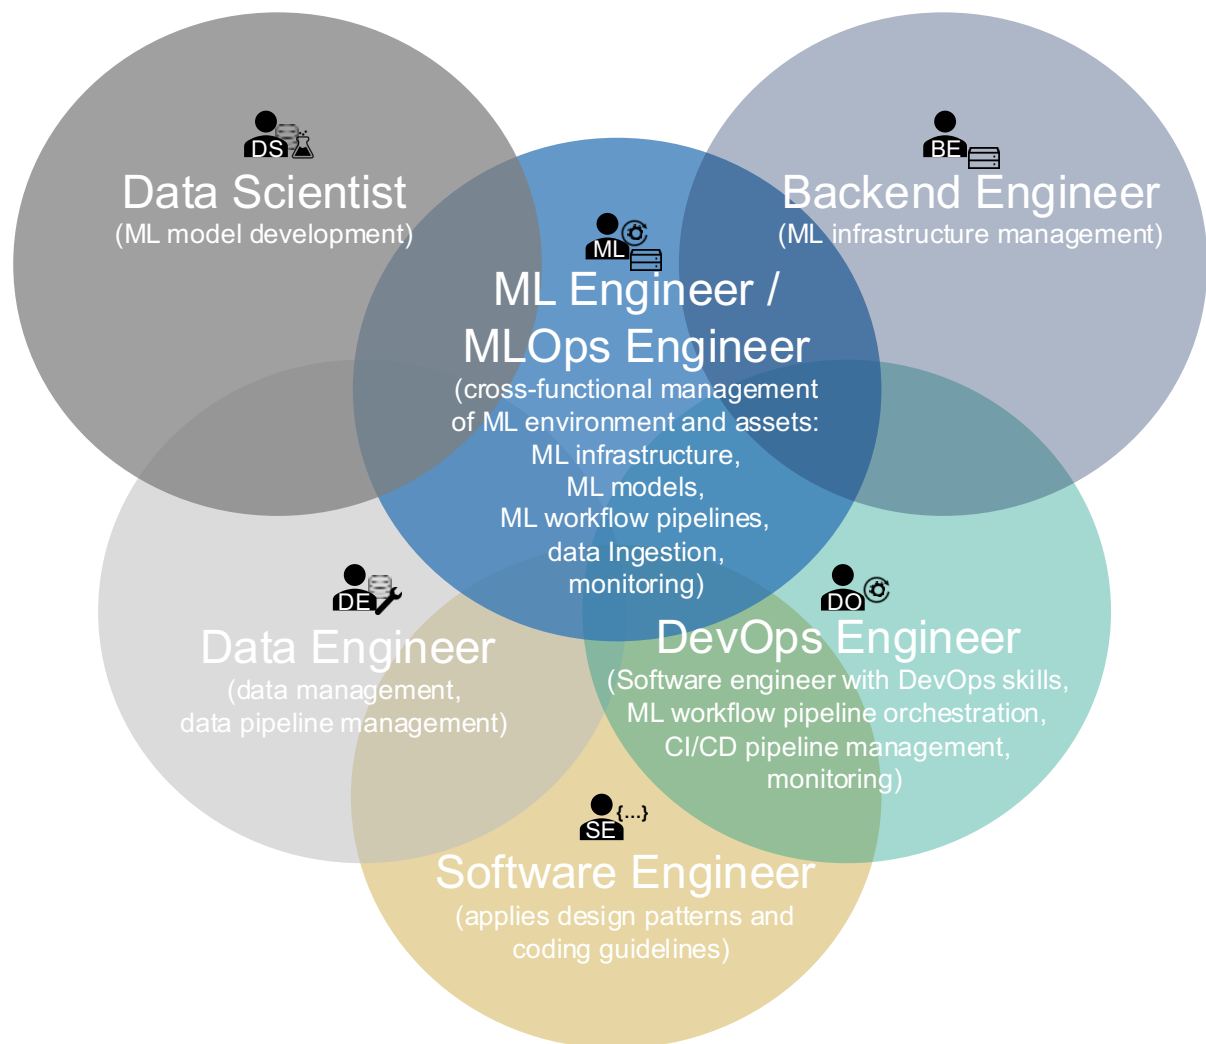 DS
Data Scientist
(ML model development)
BE
Backend Engineer
(ML infrastructure management)
ML
ML Engineer /
MLOps Engineer
(cross-functional management
of ML environment and assets:
ML infrastructure,
ML models,
ML workflow pipelines,
data Ingestion,
monitoring)
DE
Data Engineer
(data management,
data pipeline management)
DO
DevOps Engineer
(Software engineer with DevOps skills,
ML workflow pipeline orchestration,
CI/CD pipeline management,
monitoring)
SE {...}
Software Engineer
(applies design patterns and
coding guidelines)